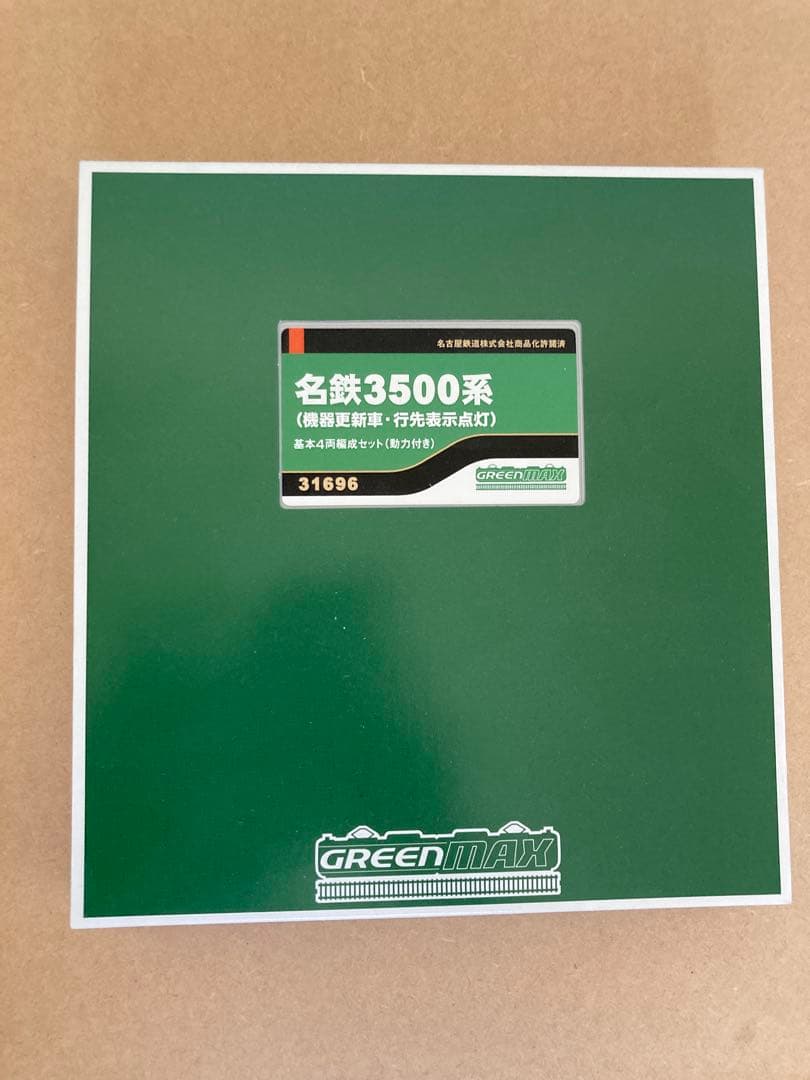 名古屋鉄道株式会社商品化許諾済
名鉄3500系
(機器更新車・行先表示点灯)
基本4両編成セット(動力付き)
31696
GREENMAX
GREENMAX